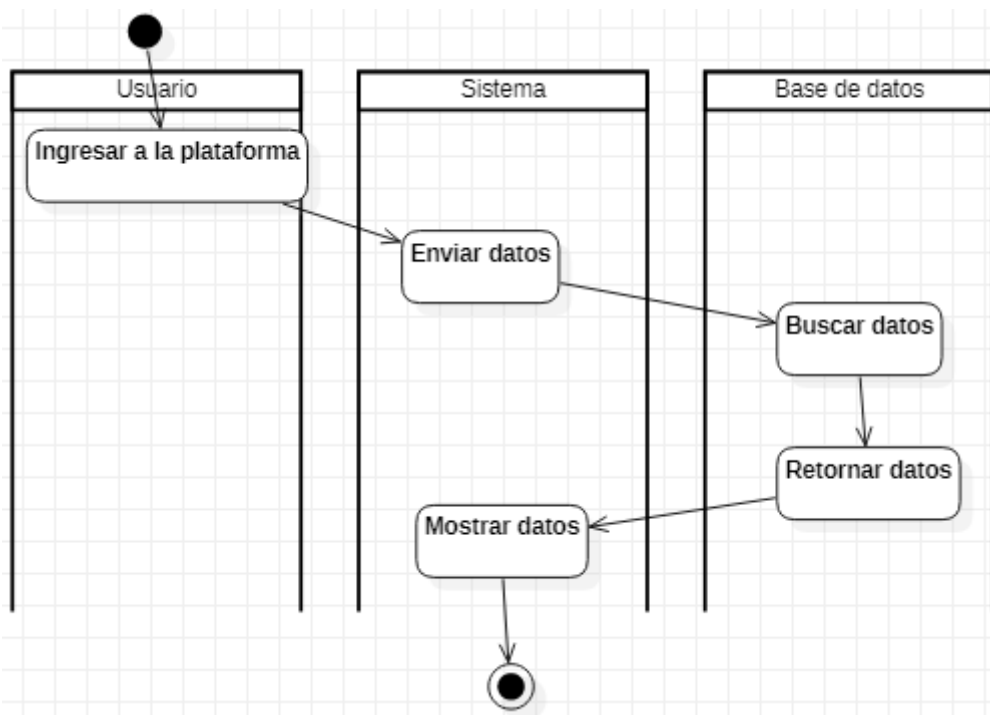 Usuario
Sistema
Base de datos
Ingresar a la plataforma
Enviar datos
Buscar datos
Retornar datos
Mostrar datos